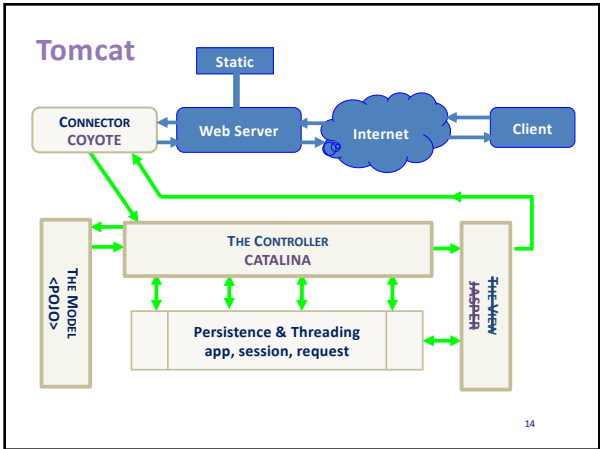 Tomcat
Static
CONNECTOR
COYOTE
Web Server
Internet
Client
THE CONTROLLER
CATALINA
THE MODEL
<POJO>
THE VIEW
JASPER
Persistence & Threading
app, session, request
14